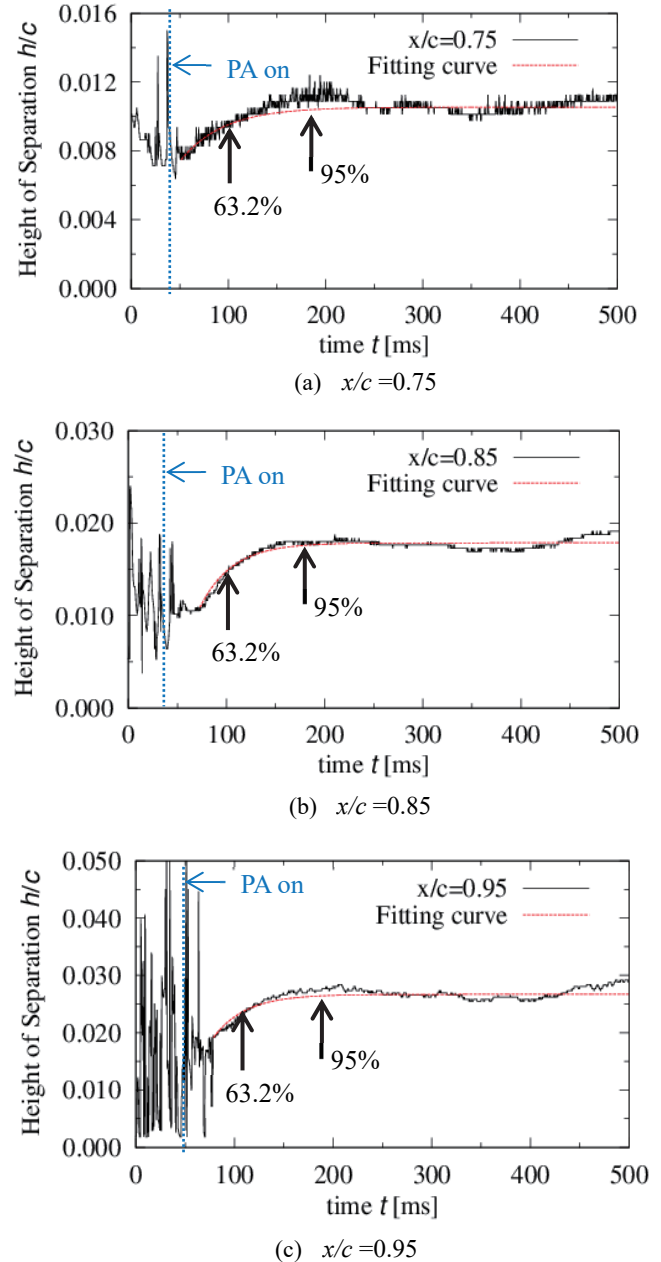 Height of Separation h/c
0.016
0.012
0.008
0.004
0.000
PA on
x/c=0.75
Fitting curve
63.2%
95%
0 100 200 300 400 500
time t [ms]
(a) x/c =0.75
Height of Separation h/c
0.030
0.020
0.010
0.000
PA on
x/c=0.85
Fitting curve
63.2%
95%
0 50 100 200 300 400 500
time t [ms]
(b) x/c =0.85
Height of Separation h/c
0.050
0.040
0.030
0.020
0.010
0.000
PA on
x/c=0.95
Fitting curve
63.2%
95%
0 100 200 300 400 500
time t [ms]
(c) x/c =0.95